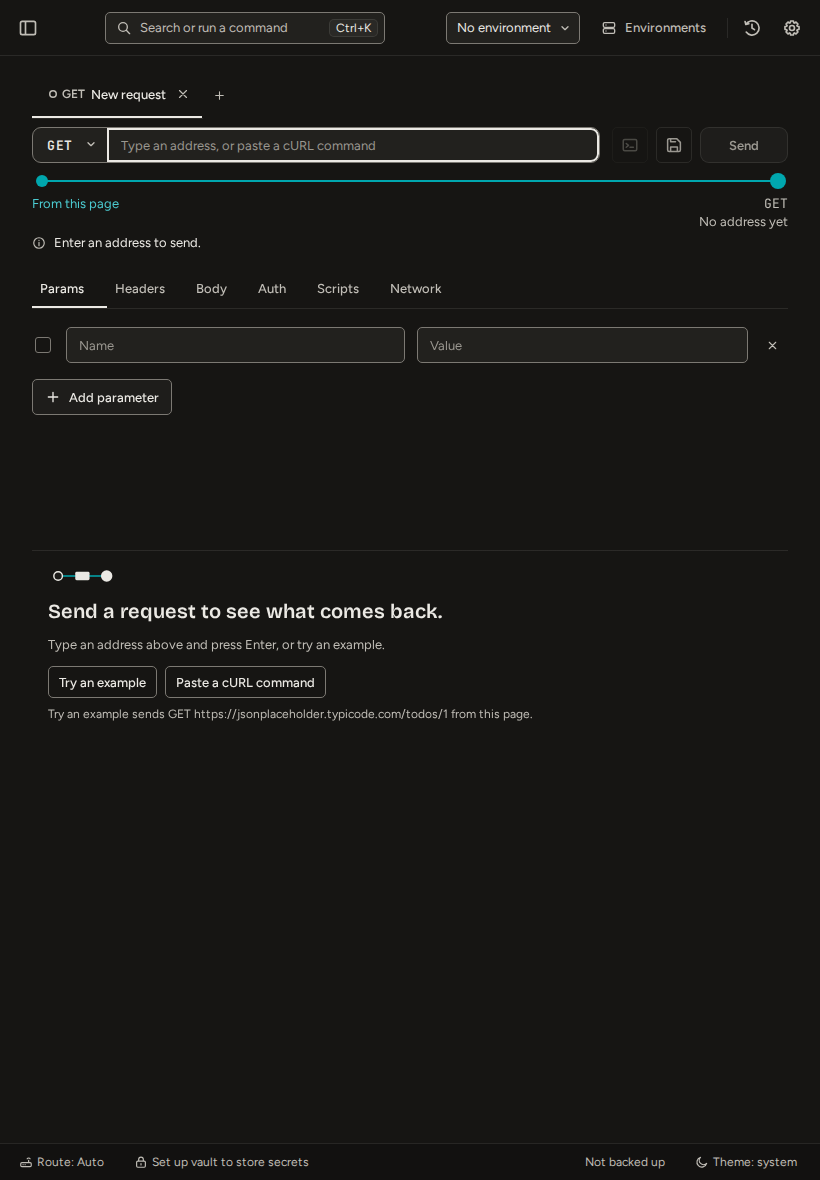 Search or run a command Ctrl+K No environment Environments
GET New request
GET Type an address, or paste a cURL command Send
From this page GET
No address yet
Enter an address to send.
Params Headers Body Auth Scripts Network
Name Value
Add parameter
Send a request to see what comes back.
Type an address above and press Enter, or try an example.
Try an example Paste a cURL command
Try an example sends GET https://jsonplaceholder.typicode.com/todos/1 from this page.
Route: Auto Set up vault to store secrets Not backed up Theme: system